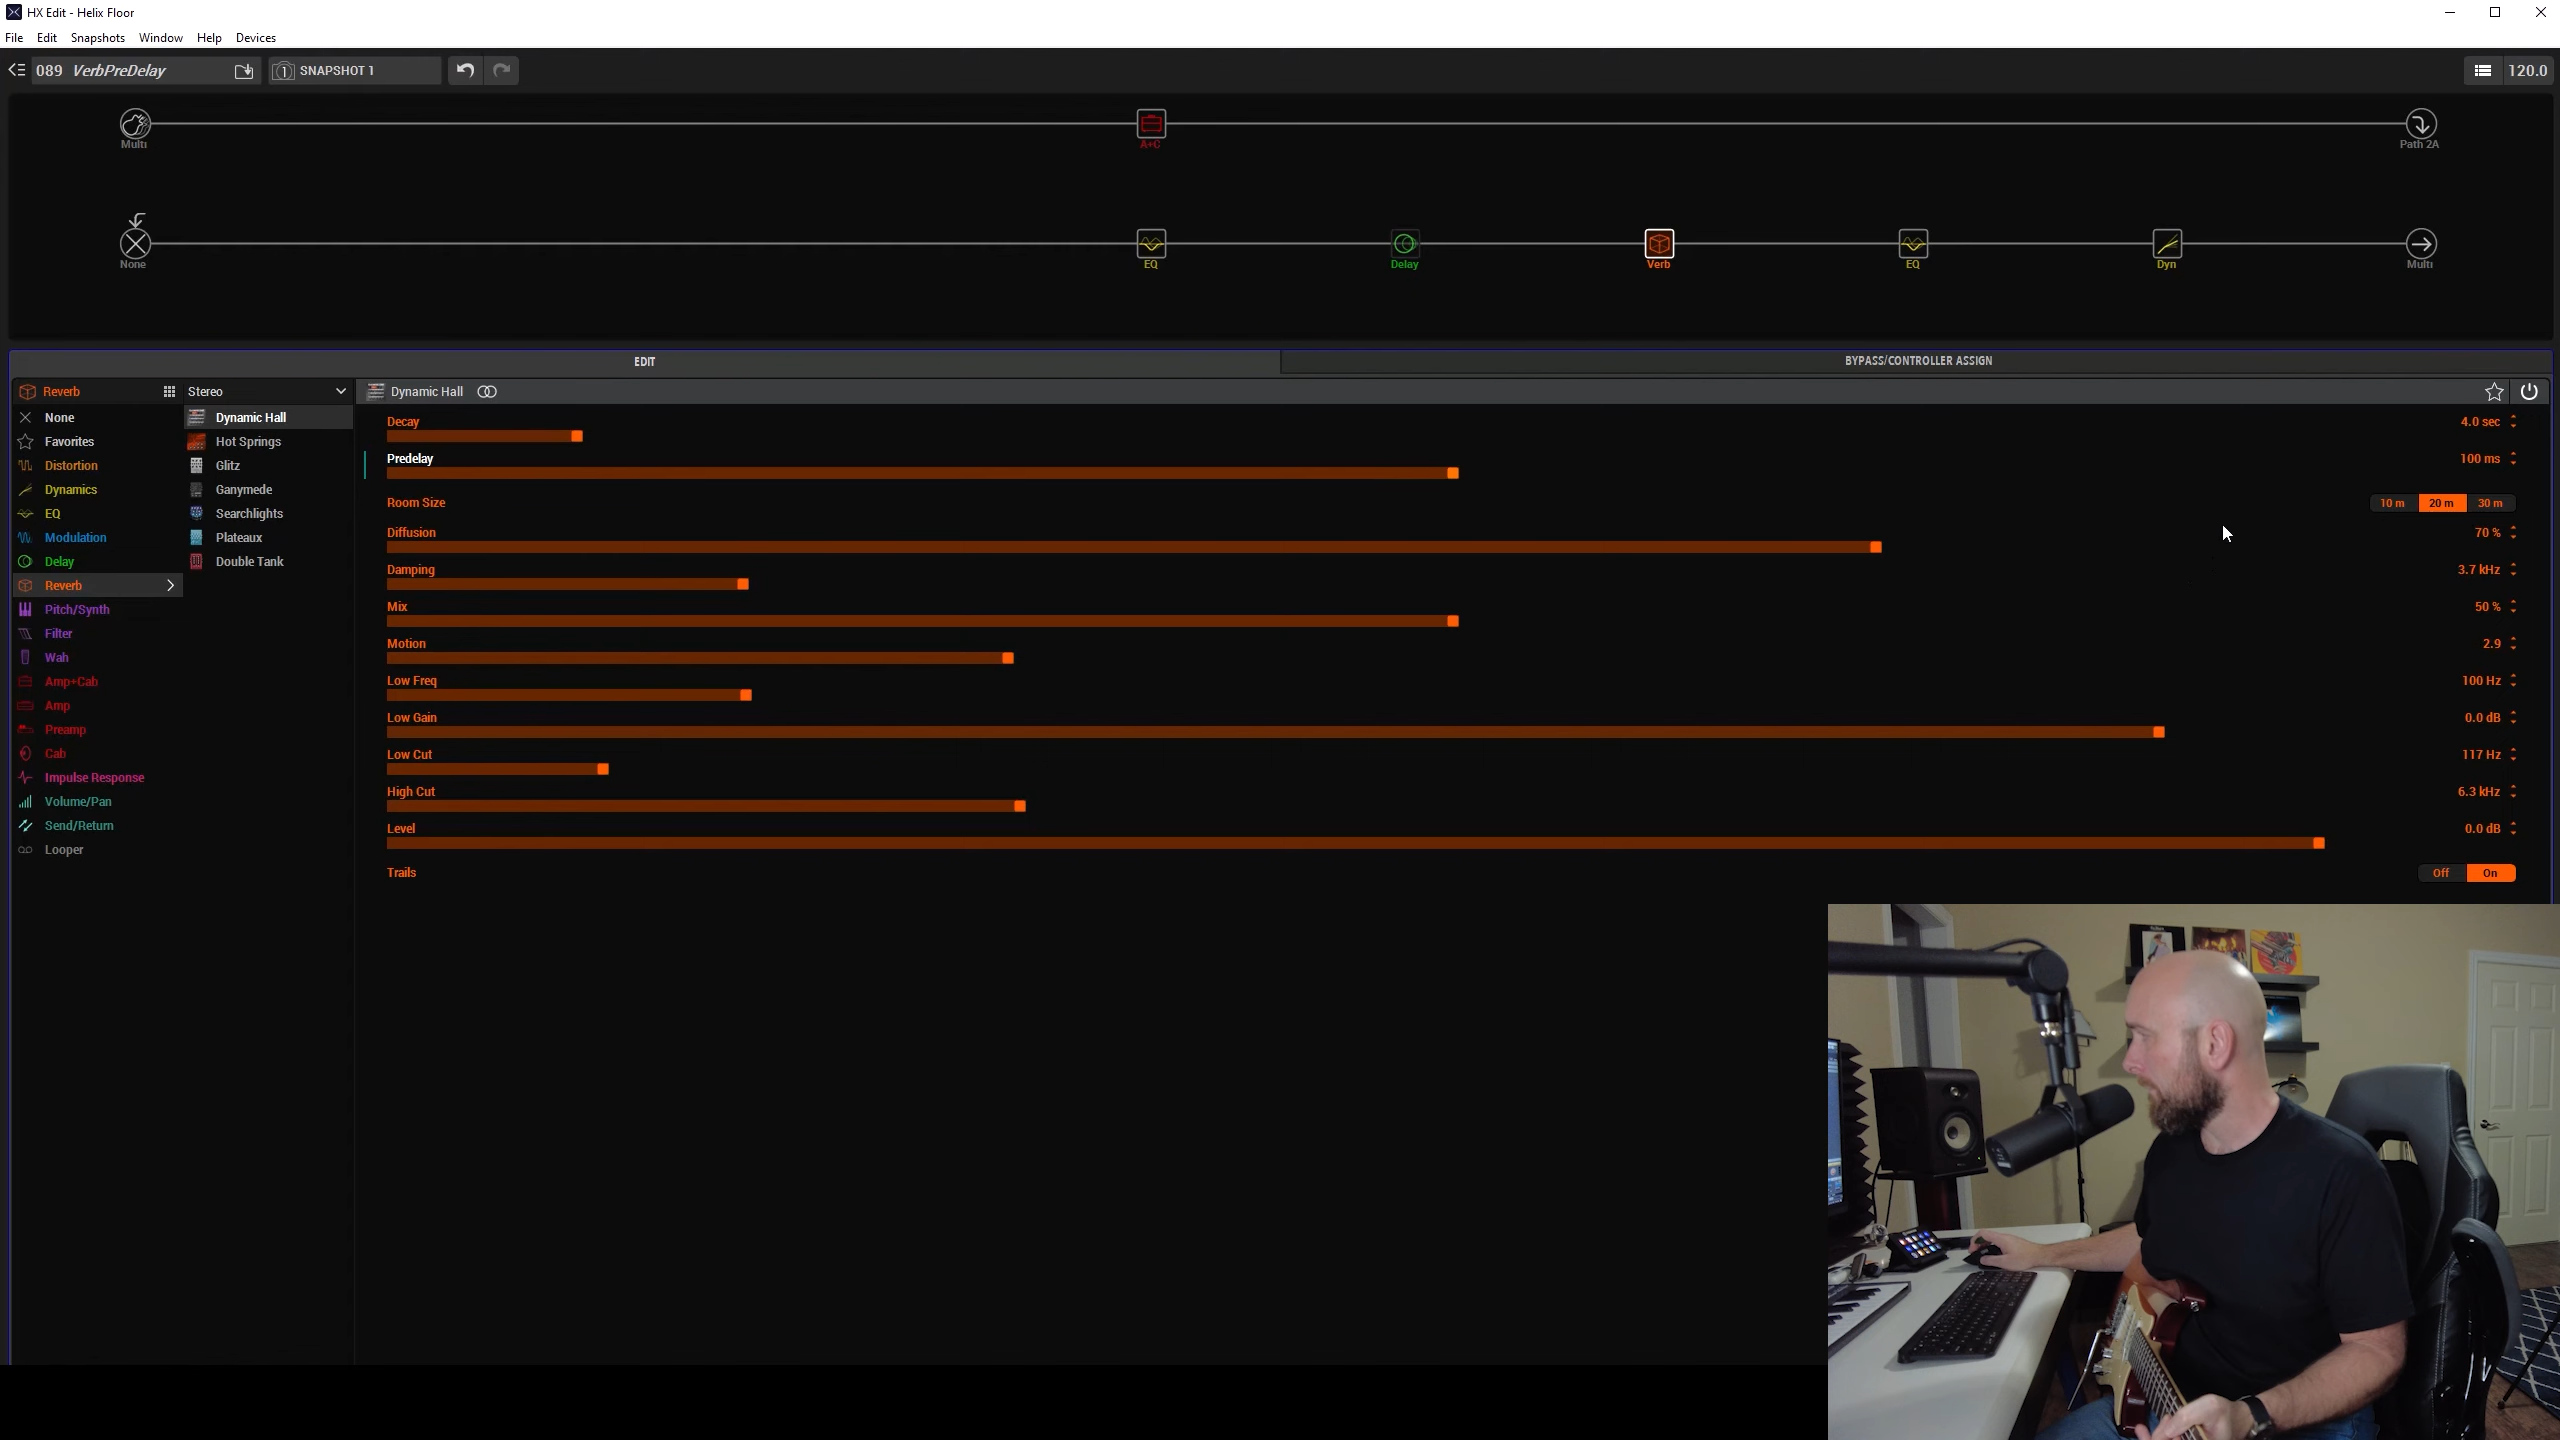 HX Edit - Helix Floor
File Edit Snapshots Window Help Devices
089 VerbPreDelay 1 SNAPSHOT 1 120.0
Multi A+C Path 2A
None EQ Delay Verb EQ Dyn Multi
EDIT BYPASS/CONTROLLER ASSIGN
Reverb Stereo Dynamic Hall
None
Favorites
Distortion
Dynamics
EQ
Modulation
Delay
Reverb
Pitch/Synth
Filter
Wah
Amp+Cab
Amp
Preamp
Cab
Impulse Response
Volume/Pan
Send/Return
Looper
Dynamic Hall
Hot Springs
Glitz
Ganymede
Searchlights
Plateaux
Double Tank
Decay 4.0 sec
Predelay 100 ms
Room Size 10 m 20 m 30 m
Diffusion 70 %
Damping 3.7 kHz
Mix 50 %
Motion 2.9
Low Freq 100 Hz
Low Gain 0.0 dB
Low Cut 117 Hz
High Cut 6.3 kHz
Level 0.0 dB
Trails Off On